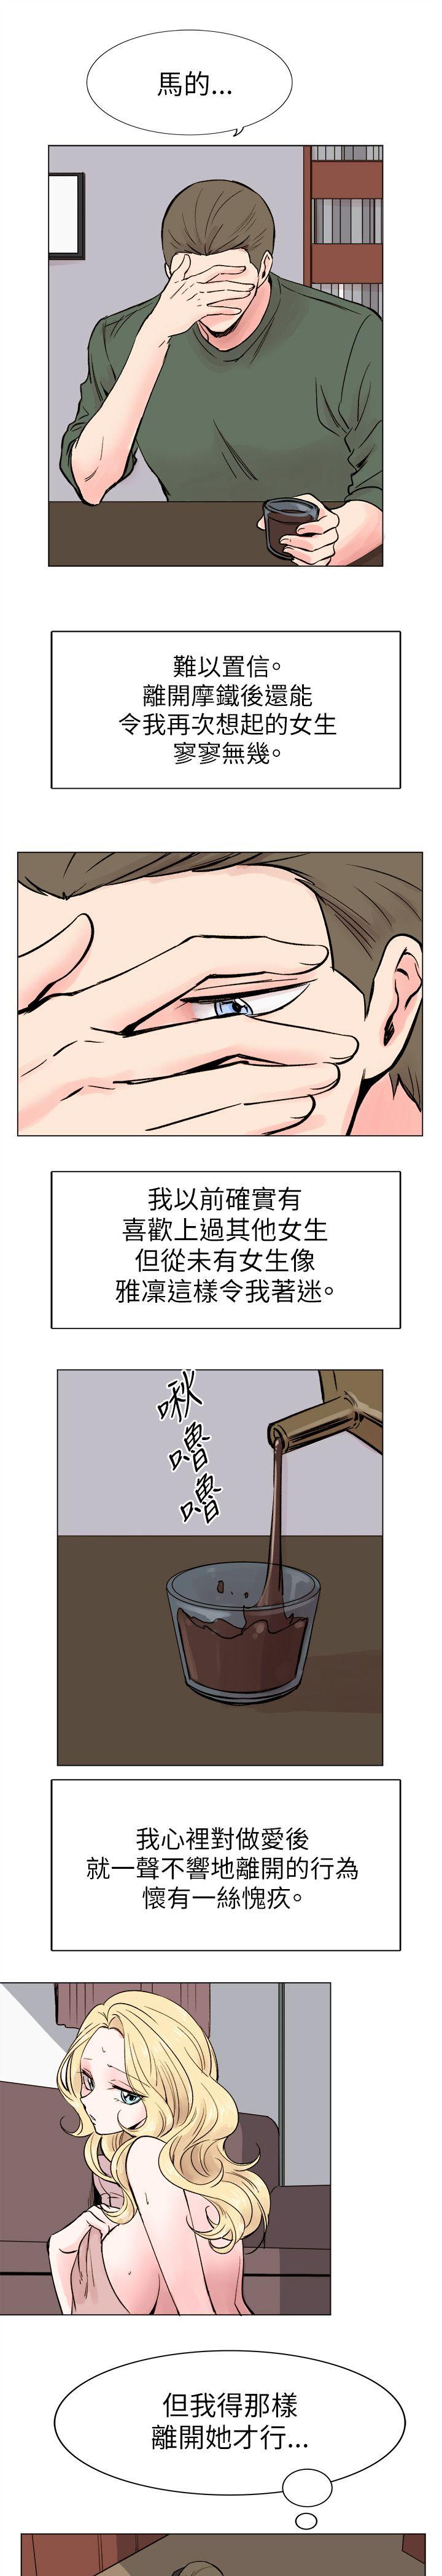 馬的...
難以置信。
離開摩鐵後還能
令我再次想起的女生
寥寥無幾。
我以前確實有
喜歡上過其他女生
但從未有女生像
雅凜這樣令我著迷。
啾
嚕
嚕
我心裡對做愛後
就一聲不響地離開的行為
懷有一絲愧疚。
但我得那樣
離開她才行...